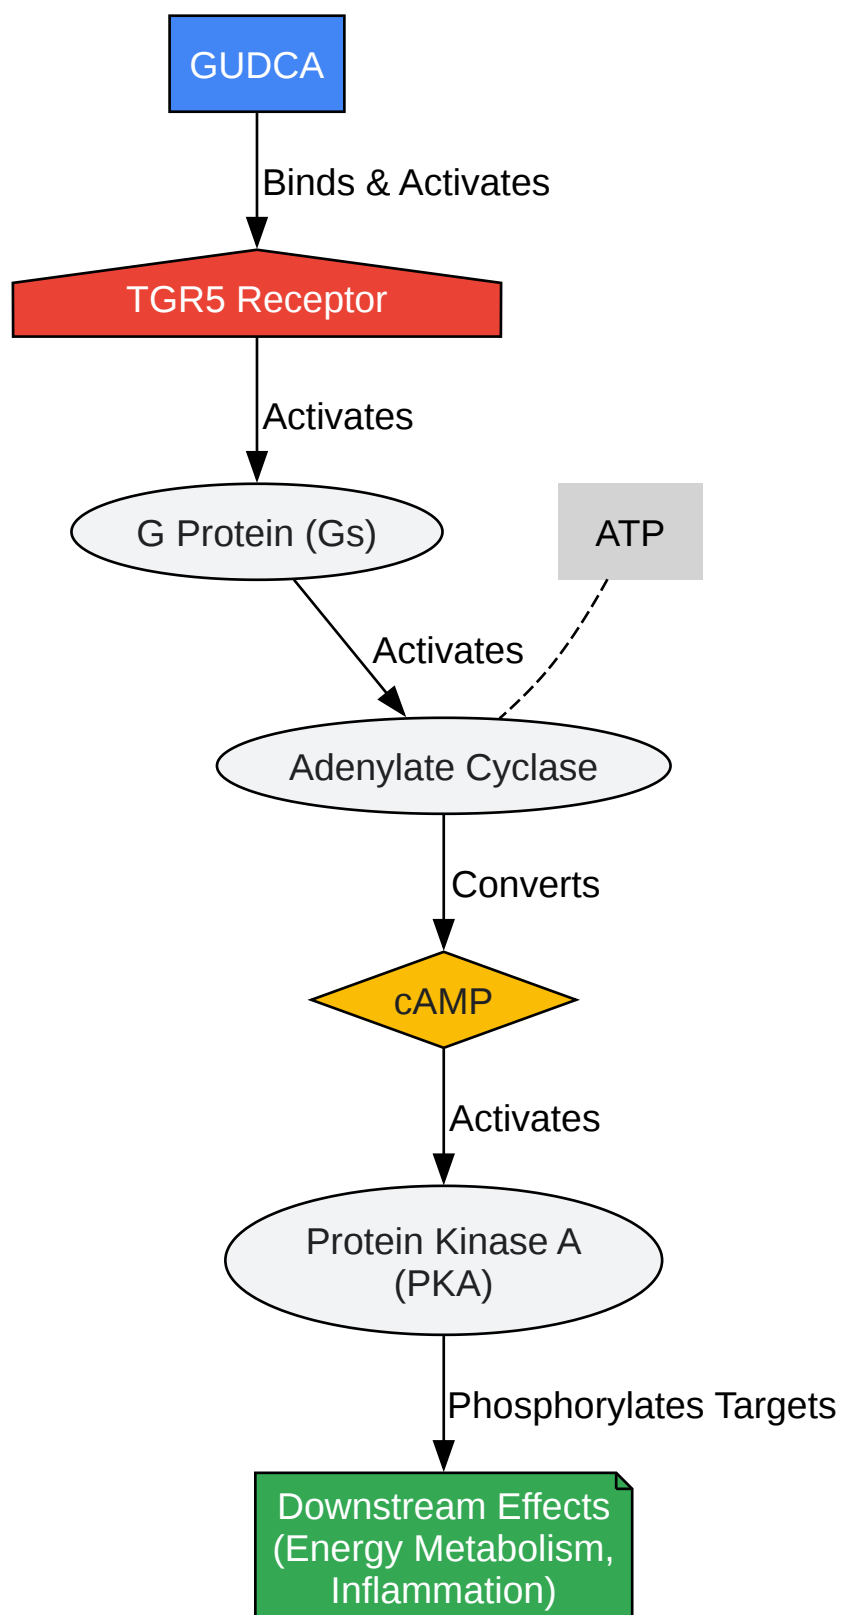 GUDCA
Binds & Activates
TGR5 Receptor
Activates
G Protein (Gs)
ATP
Activates
Adenylate Cyclase
Converts
cAMP
Activates
Protein Kinase A
(PKA)
Phosphorylates Targets
Downstream Effects
(Energy Metabolism,
Inflammation)